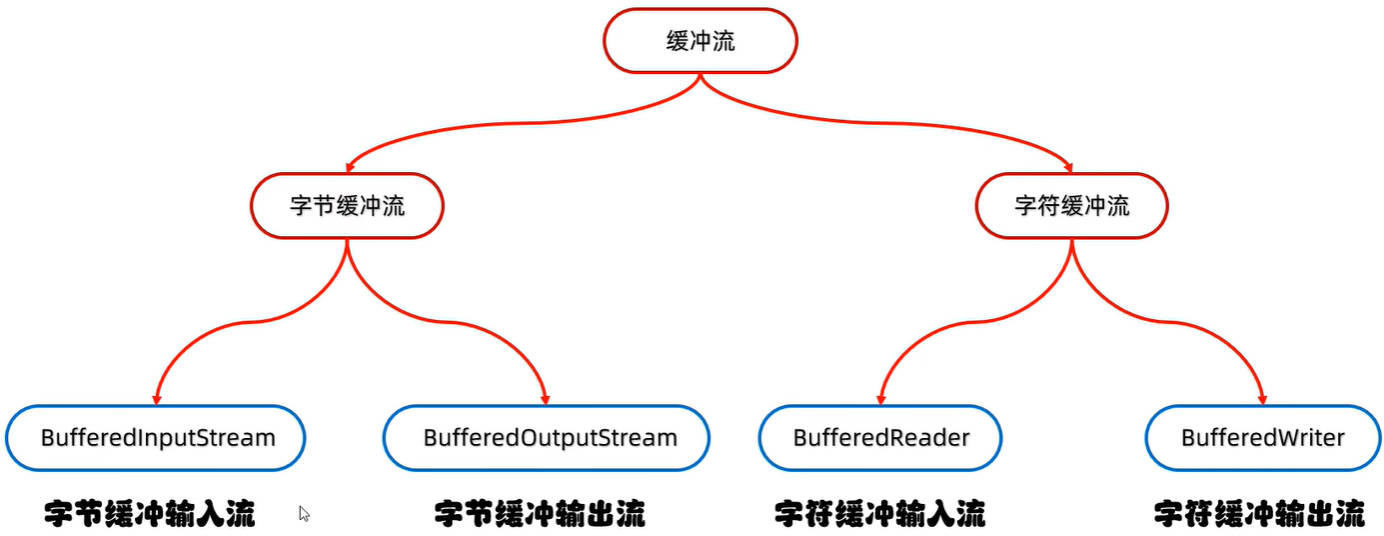 缓冲流
字节缓冲流
字符缓冲流
BufferedInputStream
BufferedOutputStream
BufferedReader
BufferedWriter
字节缓冲输入流
字节缓冲输出流
字符缓冲输入流
字符缓冲输出流